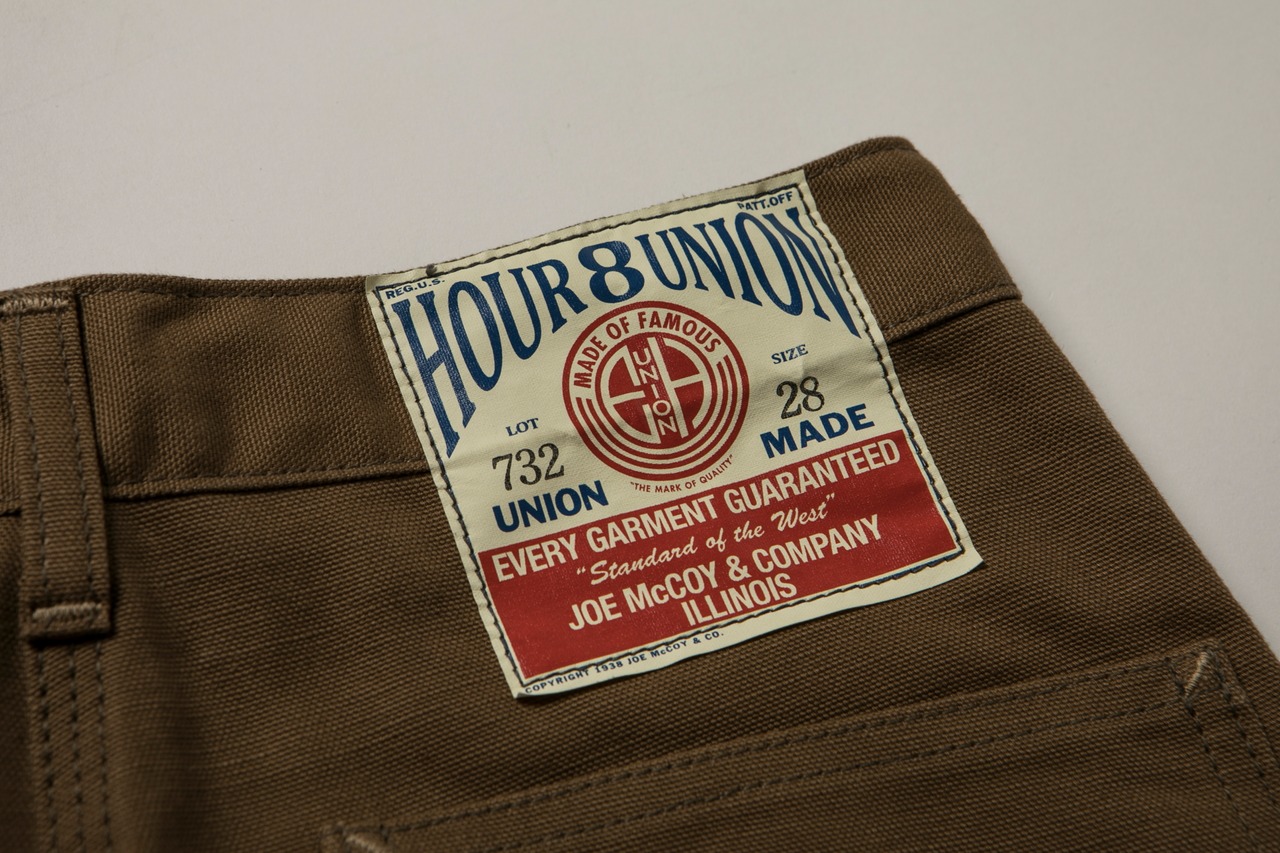 REG.U.S. PATT.OFF
HOUR 8 UNION
MADE OF FAMOUS
UNION
"THE MARK OF QUALITY"
LOT
732
UNION
SIZE
28
MADE
EVERY GARMENT GUARANTEED
"Standard of the West"
JOE McCOY & COMPANY
ILLINOIS
COPYRIGHT 1938 JOE McCOY & CO.